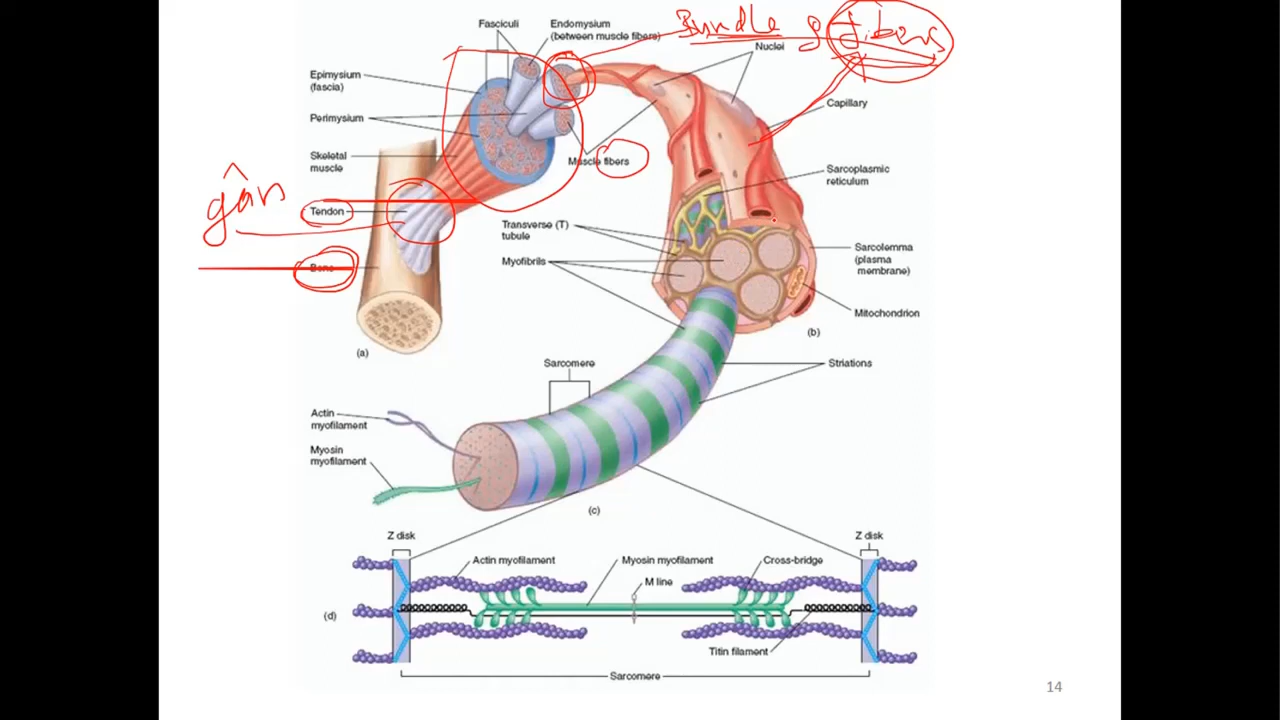 Fasciculi
Endomysium
(between muscle fibers)
Bundle of fibers
Nuclei
Epimysium
(fascia)
Capillary
Perimysium
Muscle fibers
Skeletal
muscle
Sarcoplasmic
reticulum
gân
Tendon
Transverse (T)
tubule
Sarcolemma
(plasma
membrane)
Myofibrils
Bone
Mitochondrion
(b)
(a)
Sarcomere
Striations
Actin
myofilament
Myosin
myofilament
(c)
Z disk
Z disk
Actin myofilament
Myosin myofilament
Cross-bridge
M line
(d)
Titin filament
Sarcomere
14